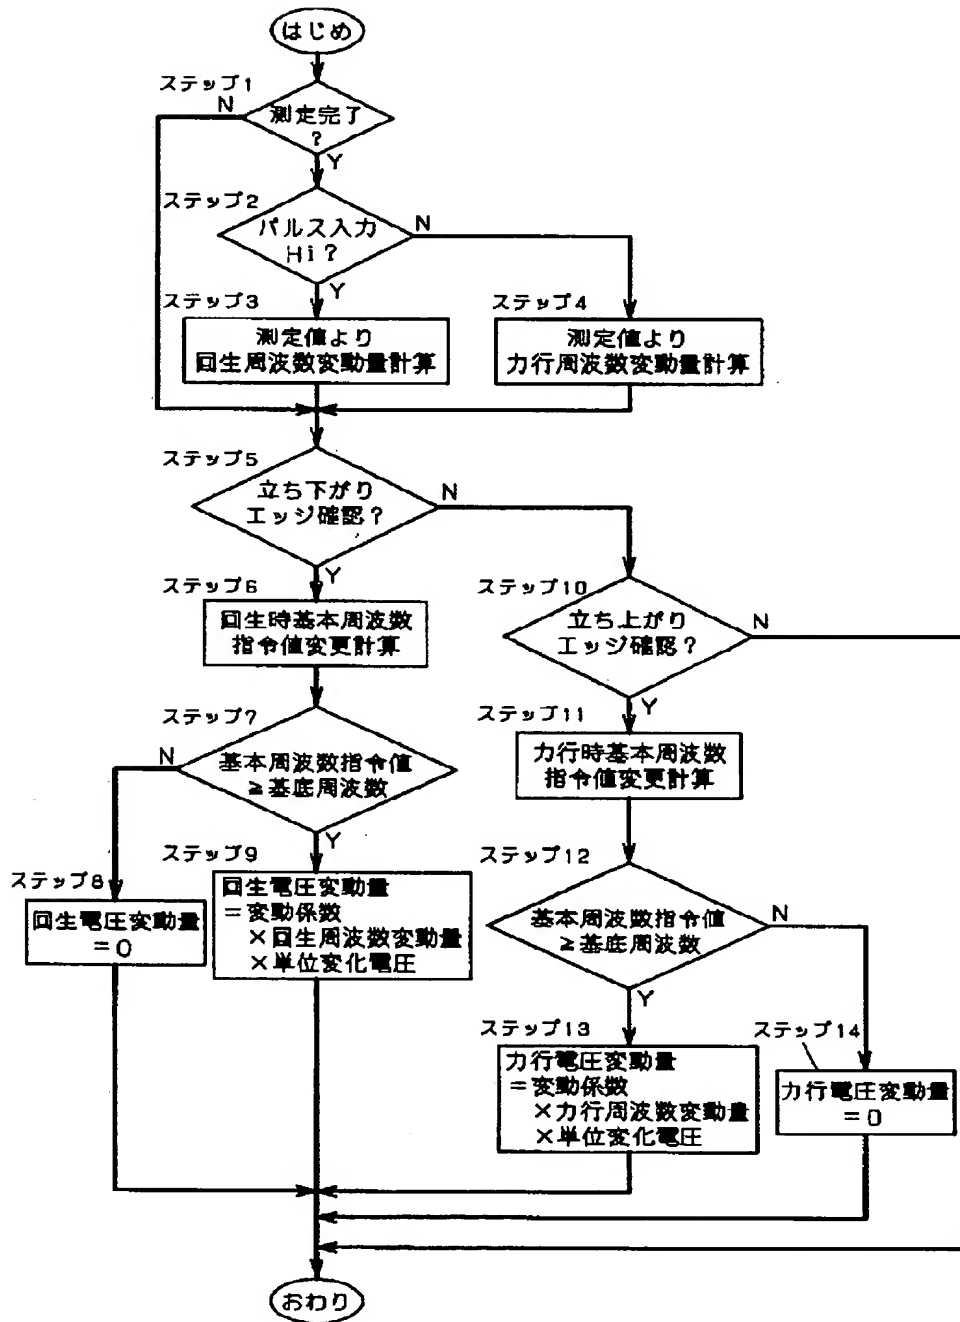 はじめ
ステップ1
N
測定完了
?
Y
ステップ2
パルス入力
Hi?
N
Y
ステップ3
測定値より
回生周波数変動量計算
ステップ4
測定値より
力行周波数変動量計算
ステップ5
立ち下がり
エッジ確認?
N
Y
ステップ6
回生時基本周波数
指令値変更計算
ステップ10
立ち上がり
エッジ確認?
N
Y
ステップ7
N
基本周波数指令値
≧基底周波数
Y
ステップ11
力行時基本周波数
指令値変更計算
ステップ8
回生電圧変動量
=0
ステップ9
回生電圧変動量
=変動係数
×回生周波数変動量
×単位変化電圧
ステップ12
基本周波数指令値
≧基底周波数
N
Y
ステップ13
力行電圧変動量
=変動係数
×力行周波数変動量
×単位変化電圧
ステップ14
力行電圧変動量
=0
おわり